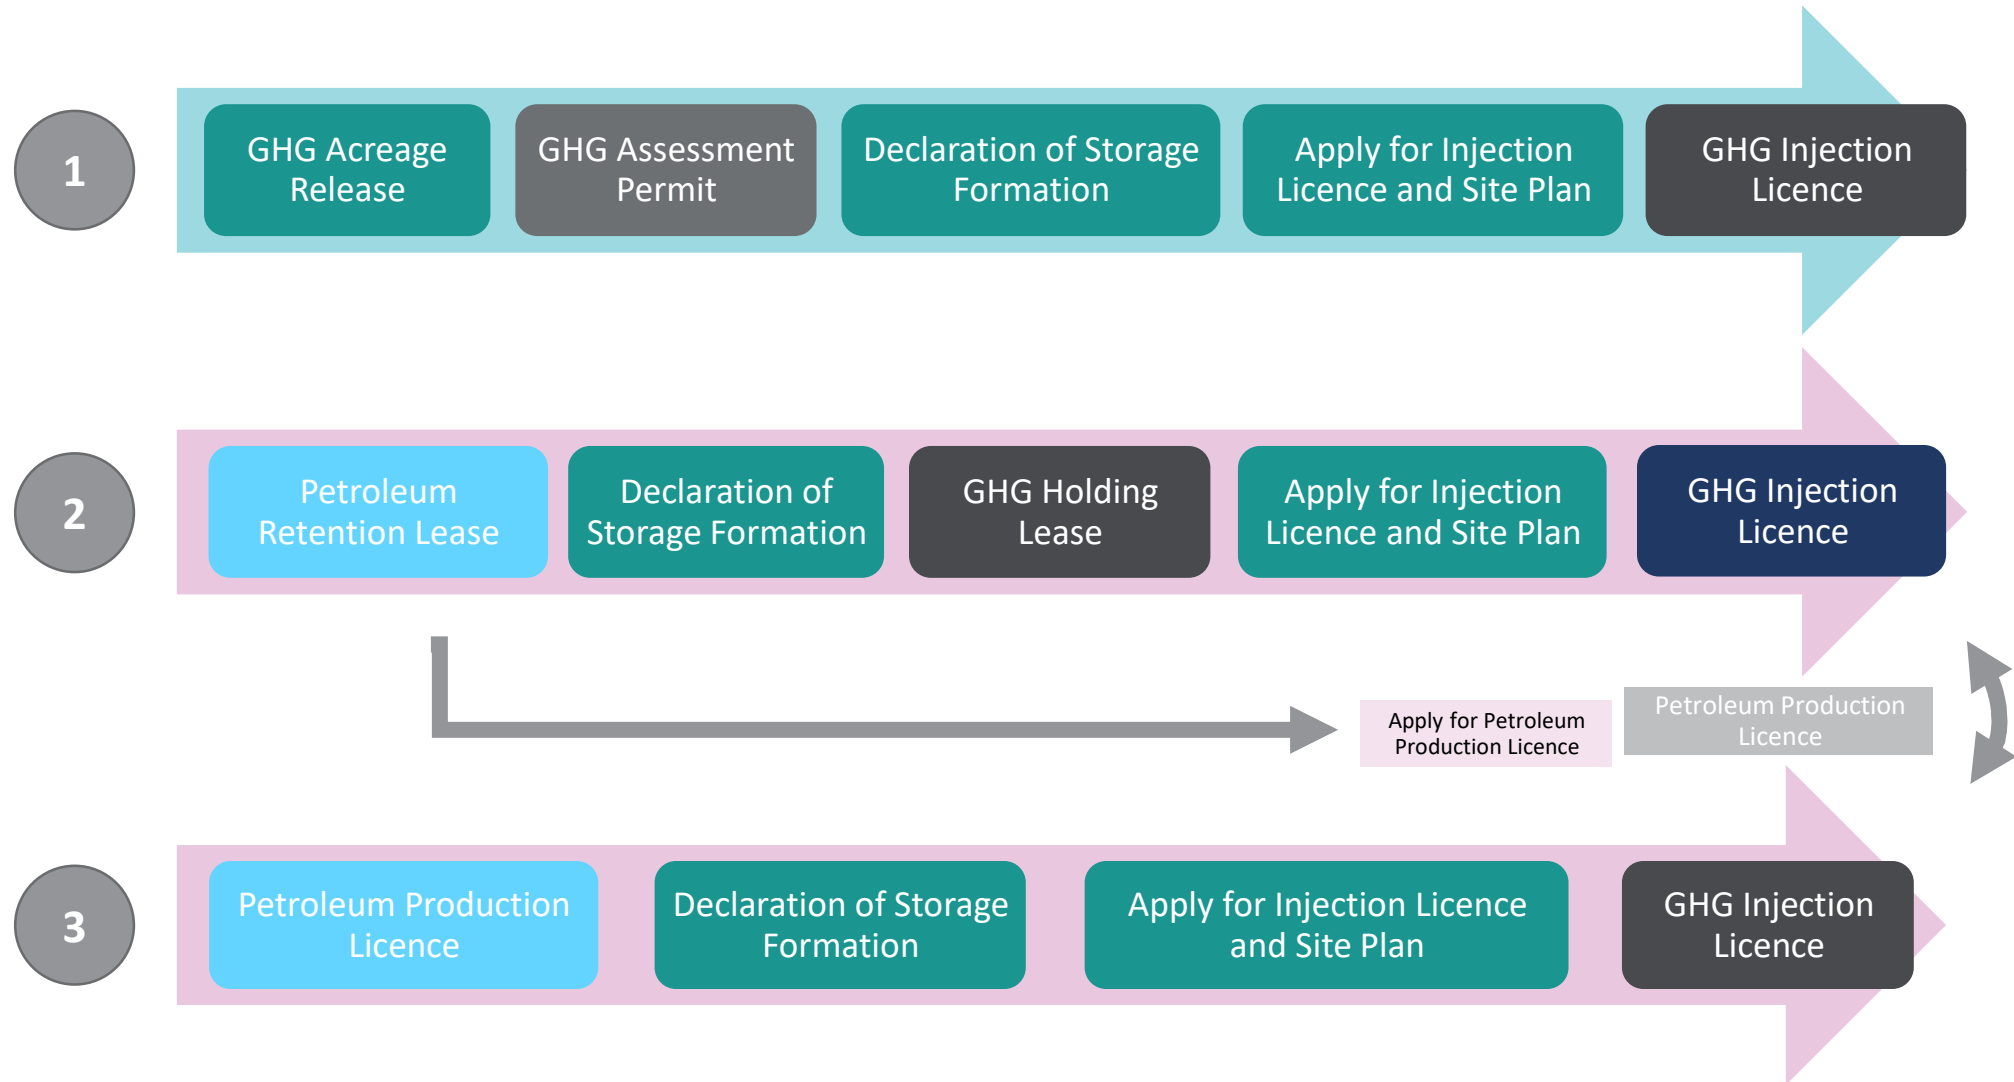 1
GHG Acreage
Release
GHG Assessment
Permit
Declaration of Storage
Formation
Apply for Injection
Licence and Site Plan
GHG Injection
Licence
2
Petroleum
Retention Lease
Declaration of
Storage Formation
GHG Holding
Lease
Apply for Injection
Licence and Site Plan
GHG Injection
Licence
Apply for Petroleum
Production Licence
Petroleum Production
Licence
3
Petroleum Production
Licence
Declaration of Storage
Formation
Apply for Injection Licence
and Site Plan
GHG Injection
Licence